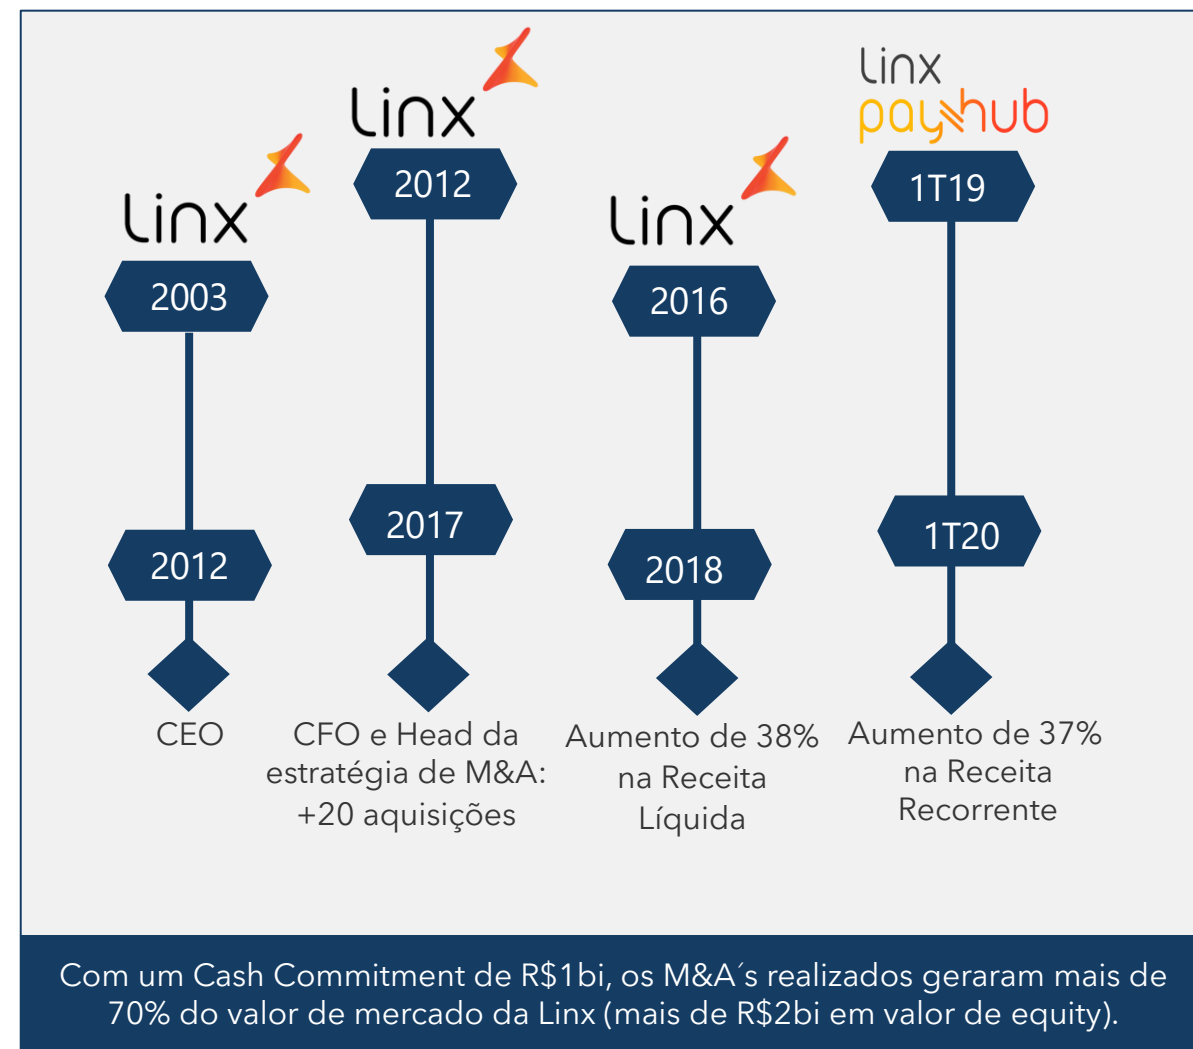 Linx
2003
2012
CEO
Linx
2012
2017
CFO e Head da
estratégia de M&A:
+20 aquisições
Linx
2016
2018
Aumento de 38%
na Receita
Líquida
Linx
payhub
1T19
1T20
Aumento de 37%
na Receita
Recorrente
Com um Cash Commitment de R$1bi, os M&A´s realizados geraram mais de
70% do valor de mercado da Linx (mais de R$2bi em valor de equity).